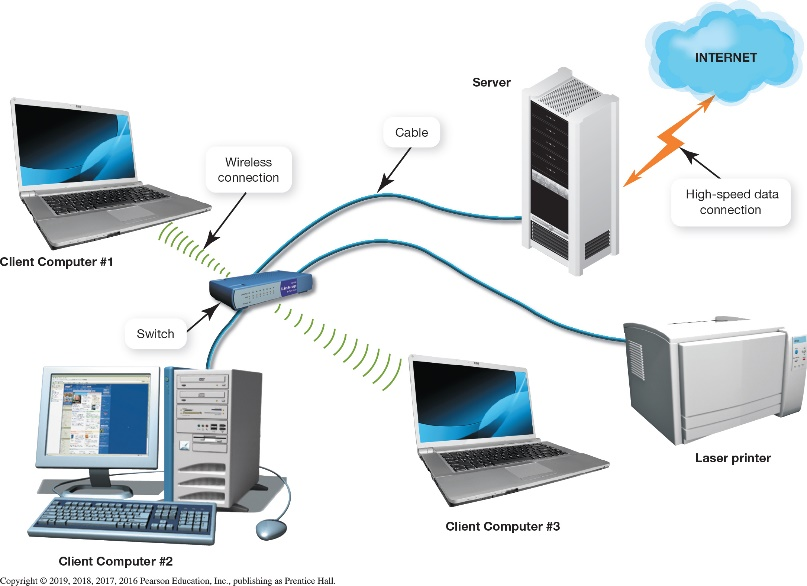 INTERNET
Server
Cable
Wireless
connection
High-speed data
connection
Client Computer #1
Switch
Laser printer
Client Computer #3
Client Computer #2
Copyright © 2019, 2018, 2017, 2016 Pearson Education, Inc., publishing as Prentice Hall.